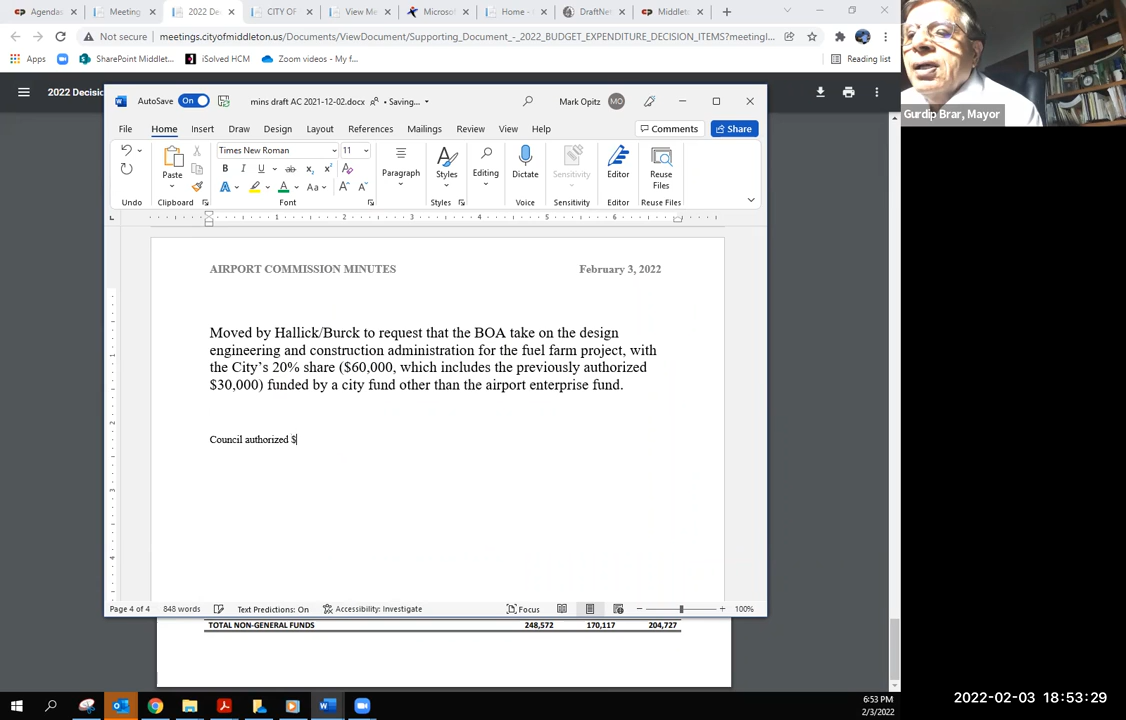 Agendas
Meeting
2022 De
CITY OF
View Me
Microso
Home -
DraftNet
Middlet
Not secure
meetings.cityofmiddleton.us/Documents/ViewDocument/Supporting_Document_-_2022_BUDGET_EXPENDITURE_DECISION_ITEMS?meetingI...
Apps
SharePoint Middlet...
iSolved HCM
Zoom videos - My f...
Reading list
2022 Decisio
AutoSave
On
mins draft AC 2021-12-02.docx
Saving...
Mark Opitz
MO
File Home Insert Draw Design Layout References Mailings Review View Help
Comments
Share
Times New Roman
11
Paste
Paragraph
Styles
Editing
Dictate
Sensitivity
Editor
Reuse
Files
Undo
Clipboard
Font
Styles
Voice
Sensitivity
Editor
Reuse Files
AIRPORT COMMISSION MINUTES
February 3, 2022
Moved by Hallick/Burck to request that the BOA take on the design
engineering and construction administration for the fuel farm project, with
the City's 20% share ($60,000, which includes the previously authorized
$30,000) funded by a city fund other than the airport enterprise fund.
Council authorized $
Page 4 of 4
848 words
Text Predictions: On
Accessibility: Investigate
Focus
100%
TOTAL NON-GENERAL FUNDS 248,572 170,117 204,727
6:53 PM
2/3/2022
Gurdip Brar, Mayor
2022-02-03 18:53:29